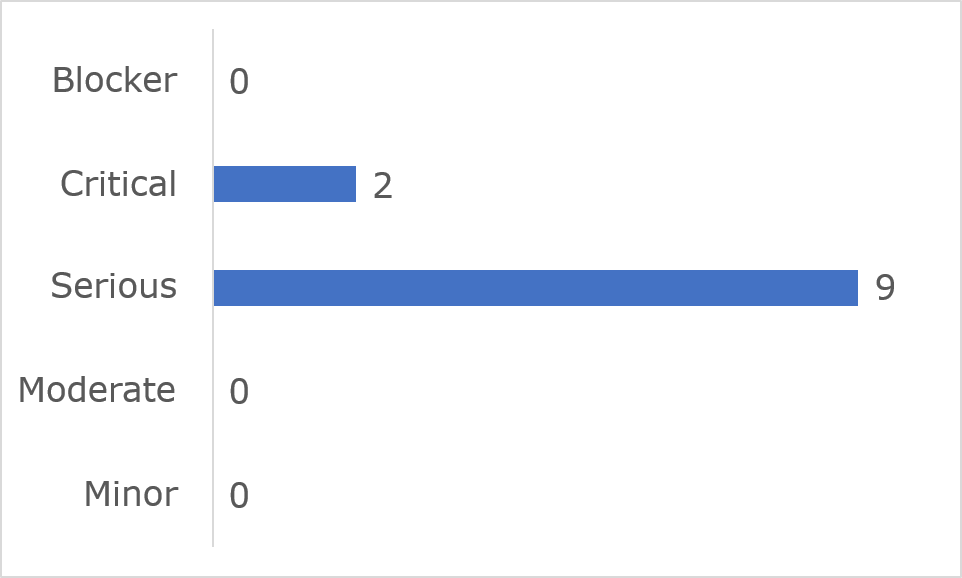 Blocker 0
Critical 2
Serious 9
Moderate 0
Minor 0